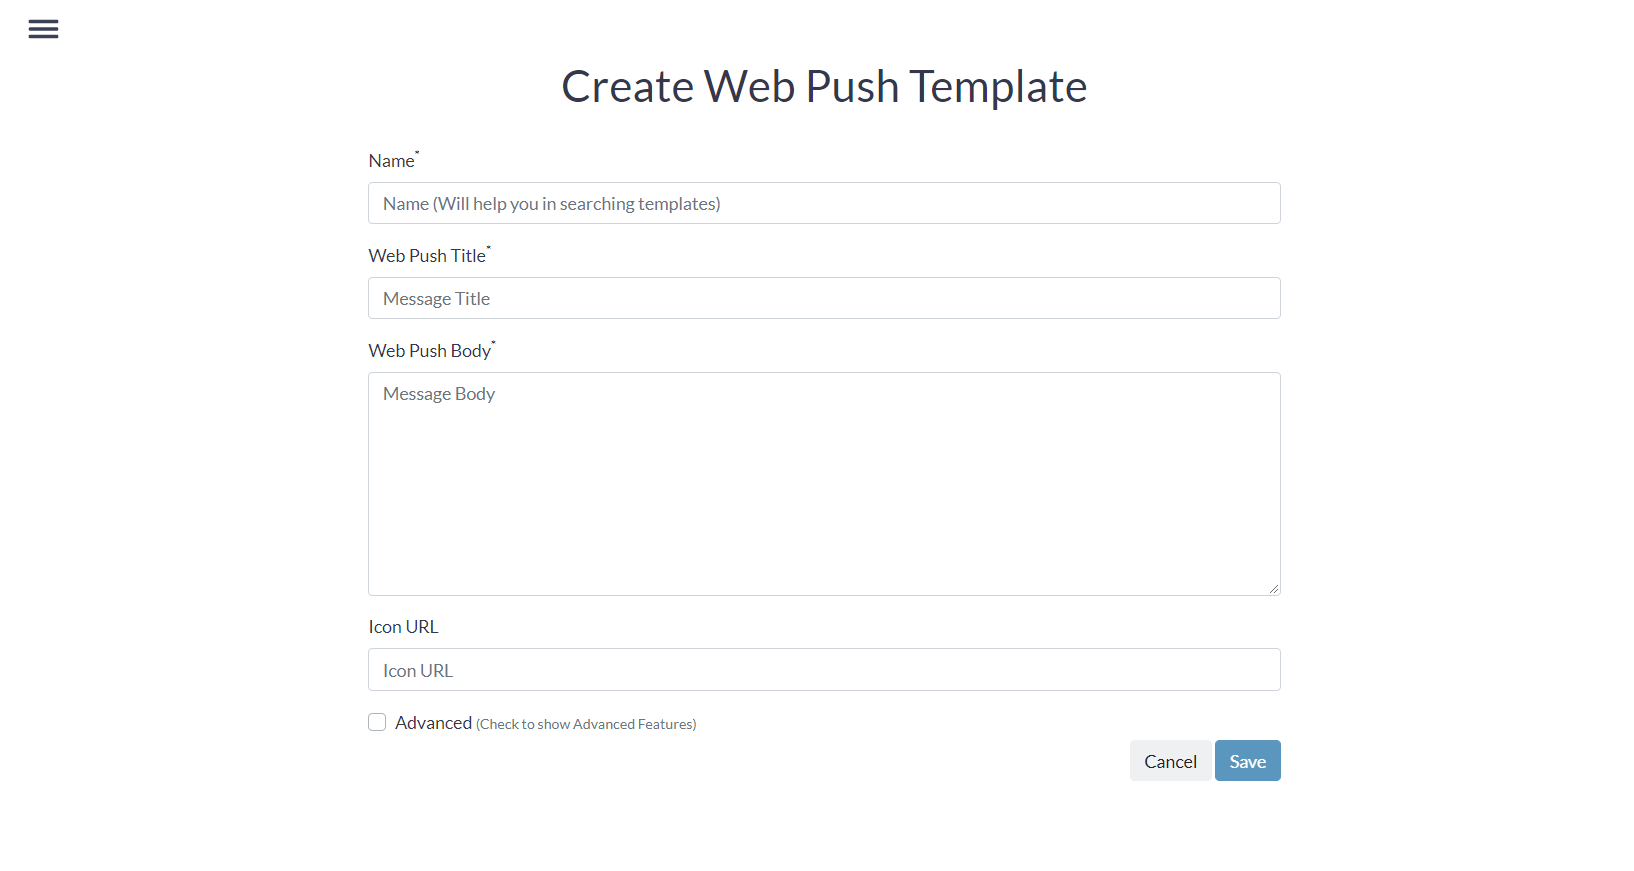 Create Web Push Template
Name*
Name (Will help you in searching templates)
Web Push Title*
Message Title
Web Push Body*
Message Body
Icon URL
Icon URL
Advanced (Check to show Advanced Features)
Cancel Save